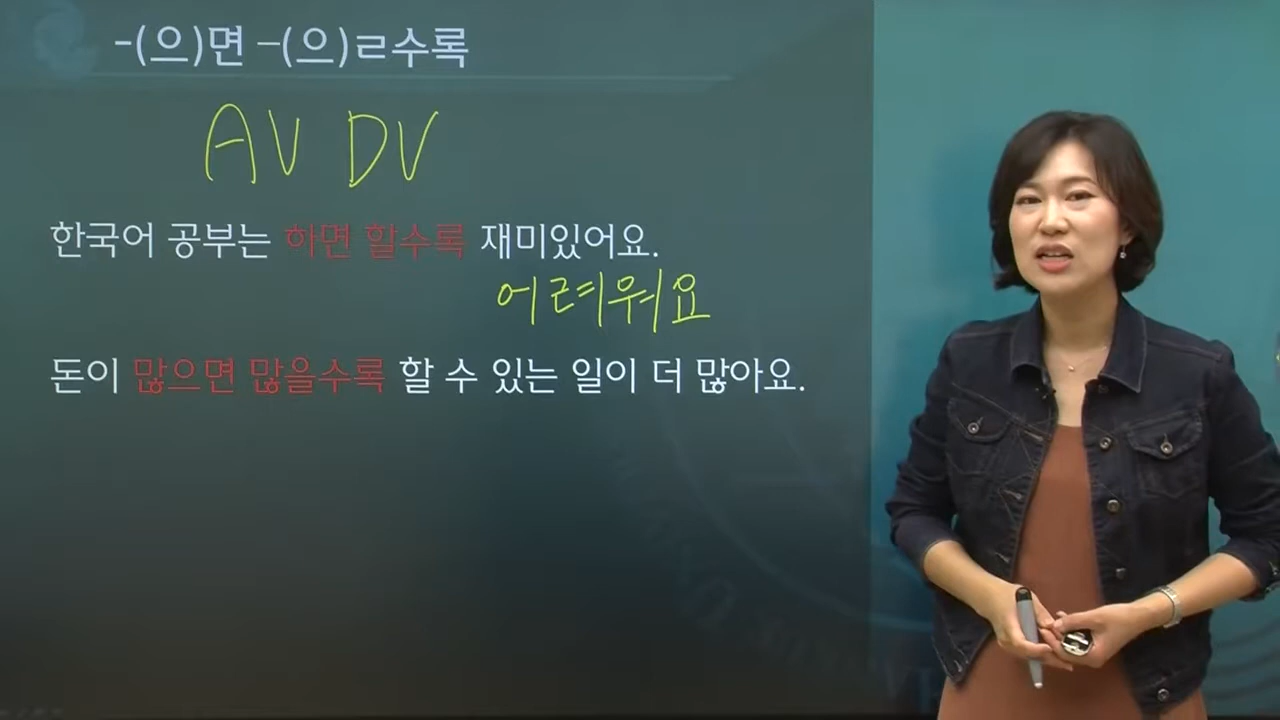 -(으)면 –(으)ㄹ수록
AV DV
한국어 공부는 하면 할수록 재미있어요.
어려워요
돈이 많으면 많을수록 할 수 있는 일이 더 많아요.